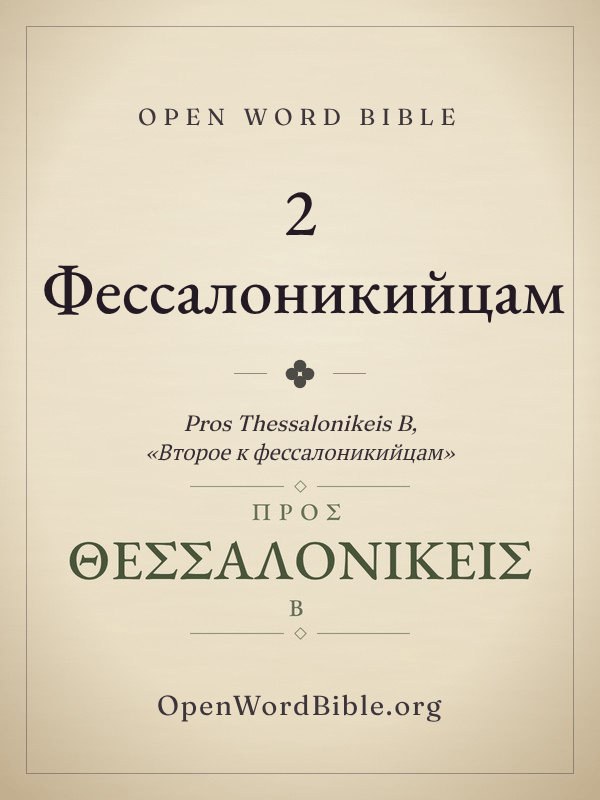 OPEN WORD BIBLE
2
Фессалоникийцам
Pros Thessalonikeis B,
«Второе к фессалоникийцам»
ΠΡΟΣ
ΘΕΣΣΑΛΟΝΙΚΕΙΣ
Β
OpenWordBible.org